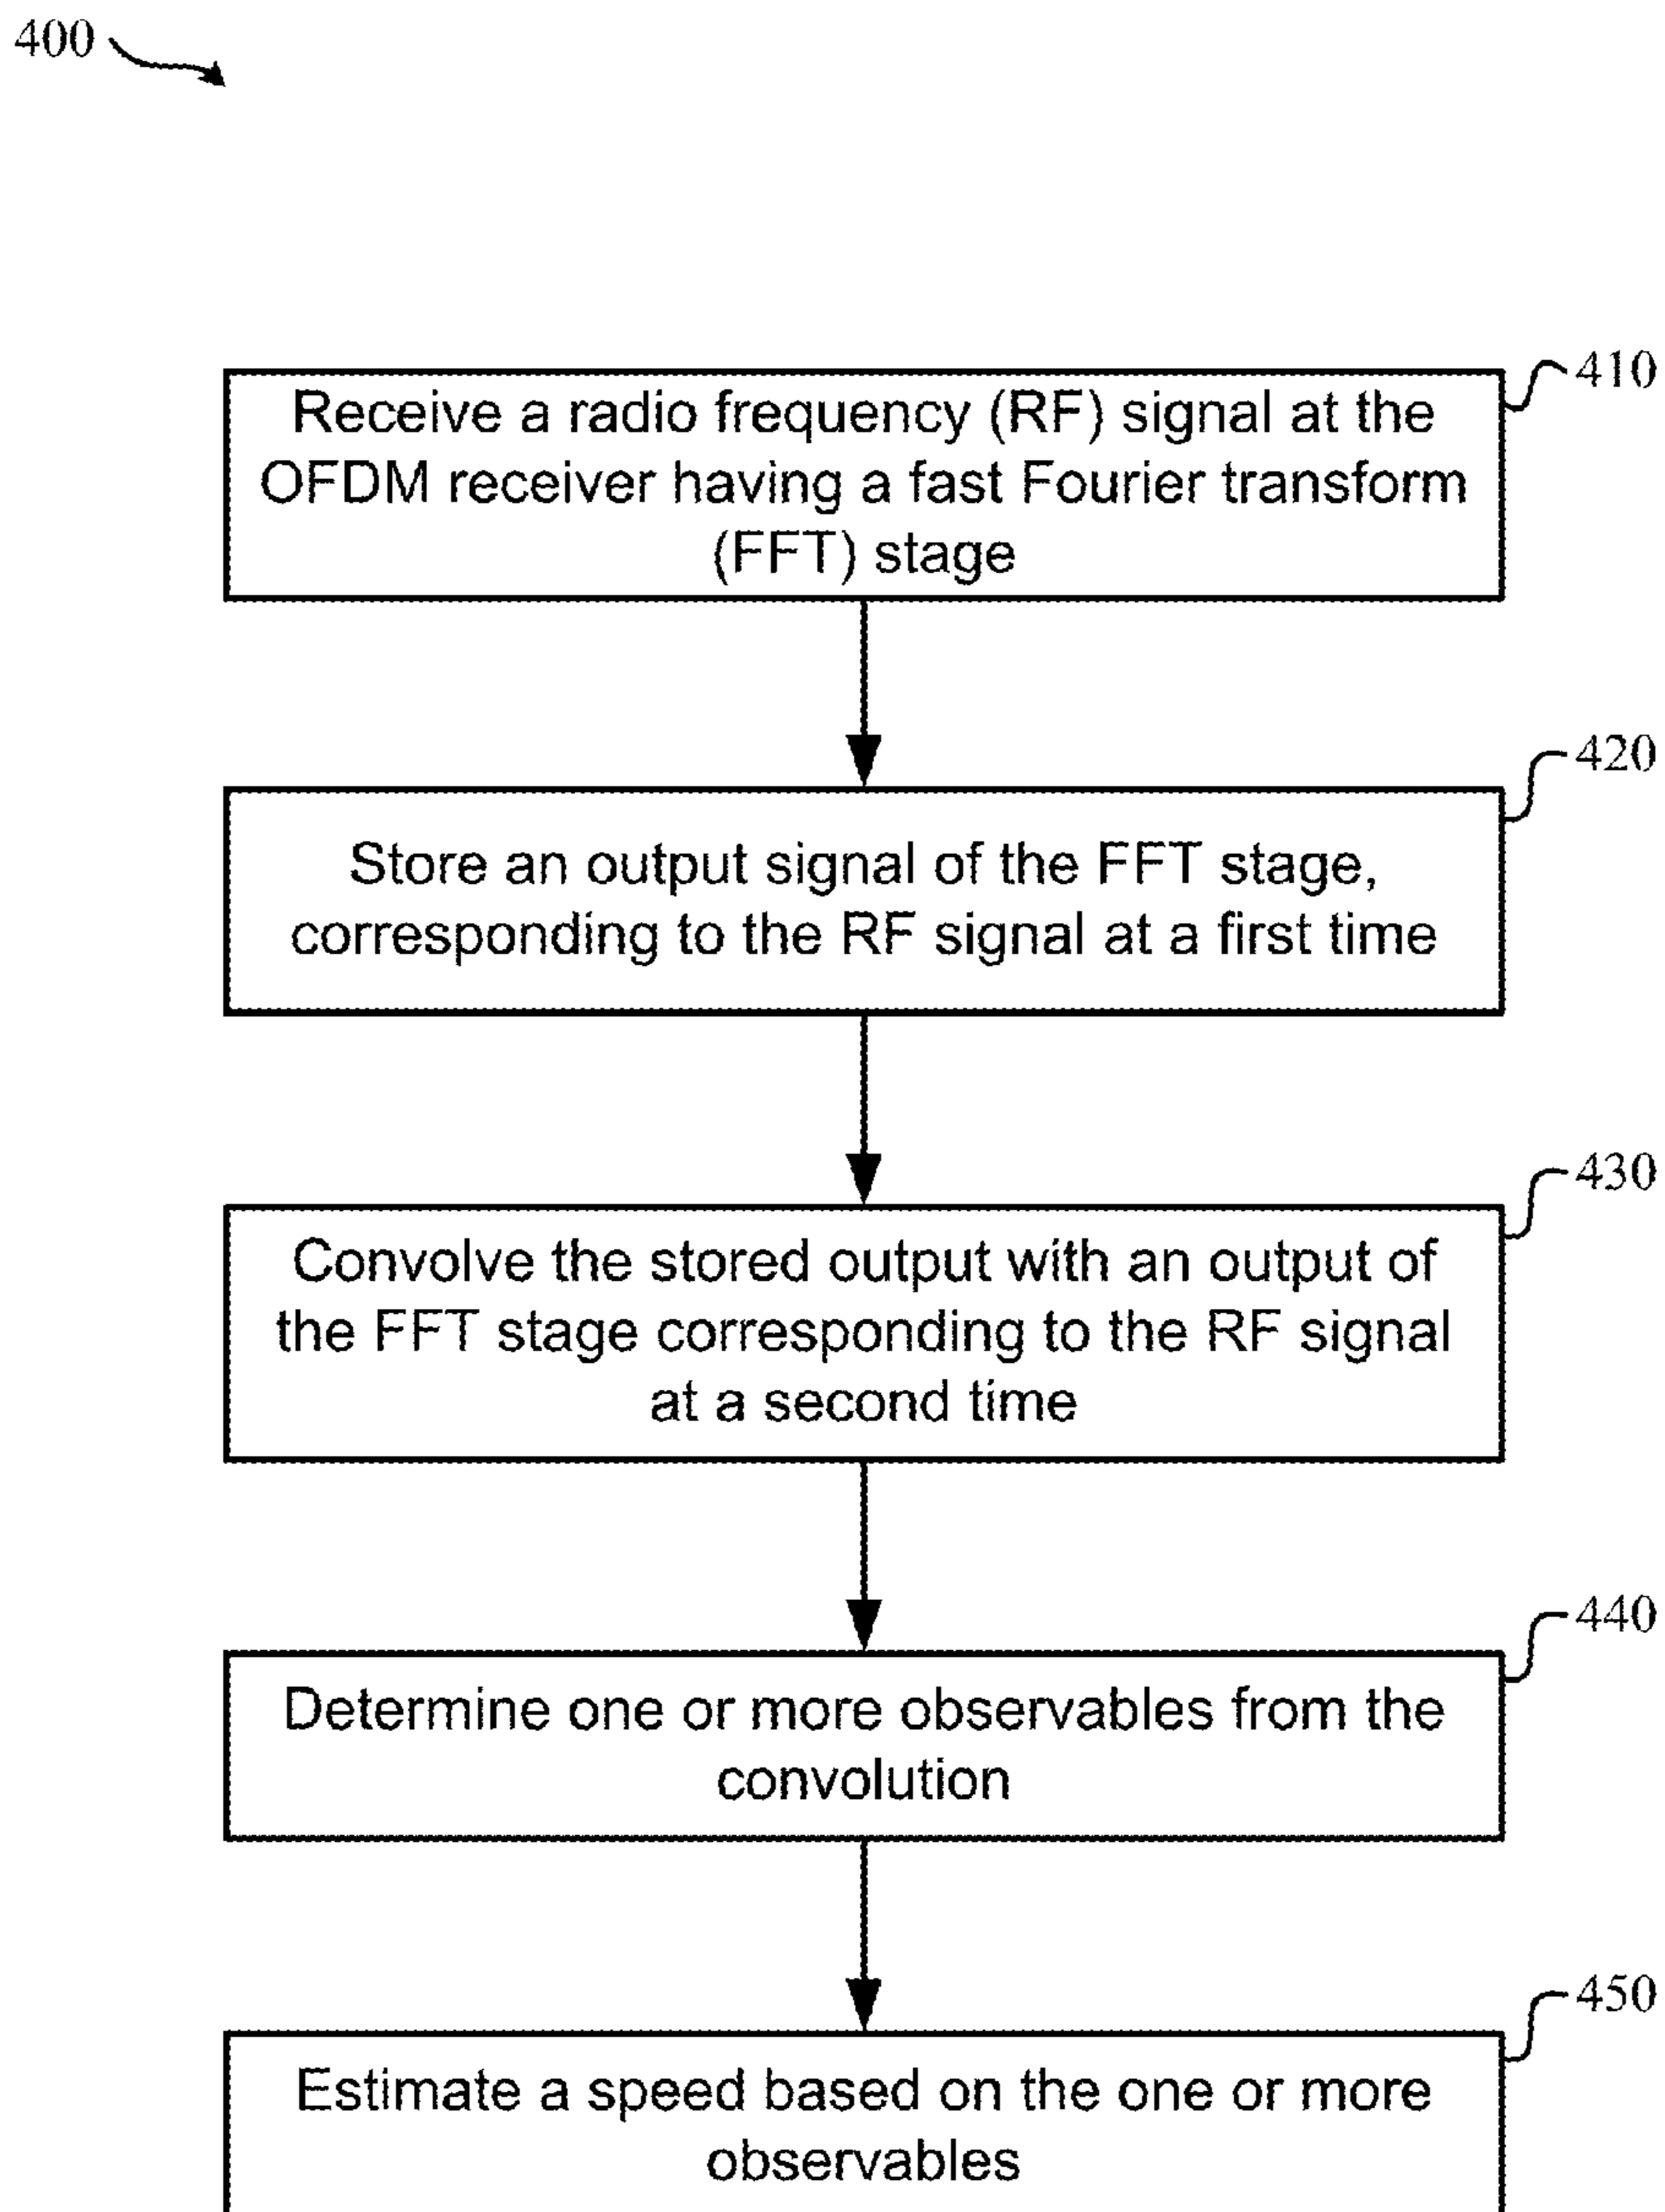 400
410
Receive a radio frequency (RF) signal at the
OFDM receiver having a fast Fourier transform
(FFT) stage
420
Store an output signal of the FFT stage,
corresponding to the RF signal at a first time
430
Convolve the stored output with an output of
the FFT stage corresponding to the RF signal
at a second time
440
Determine one or more observables from the
convolution
450
Estimate a speed based on the one or more
observables